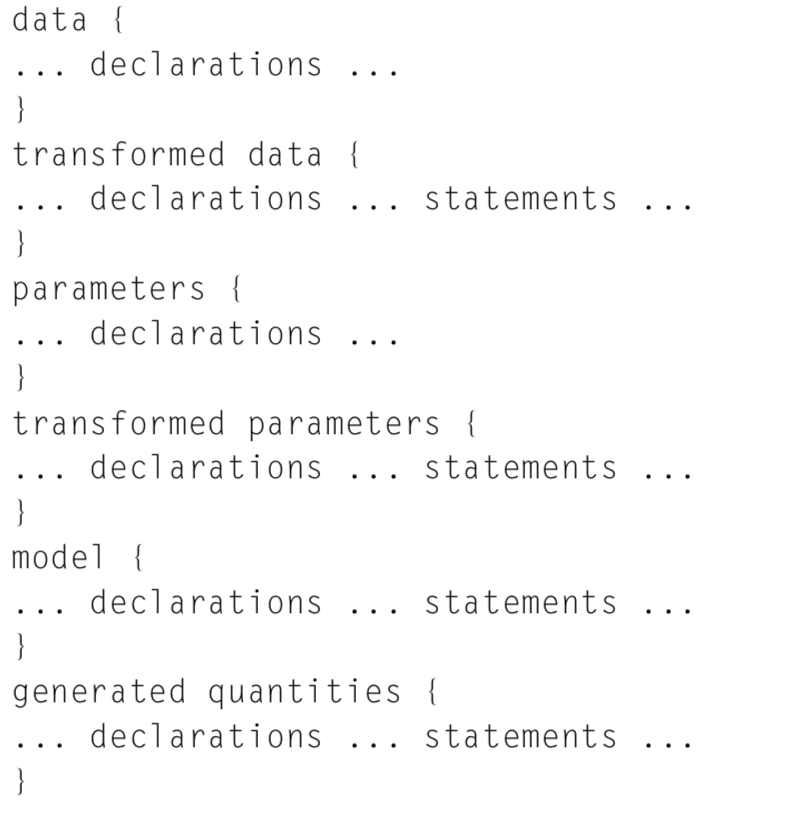 data {
... declarations ...
}
transformed data {
... declarations ... statements ...
}
parameters {
... declarations ...
}
transformed parameters {
... declarations ... statements ...
}
model {
... declarations ... statements ...
}
generated quantities {
... declarations ... statements ...
}